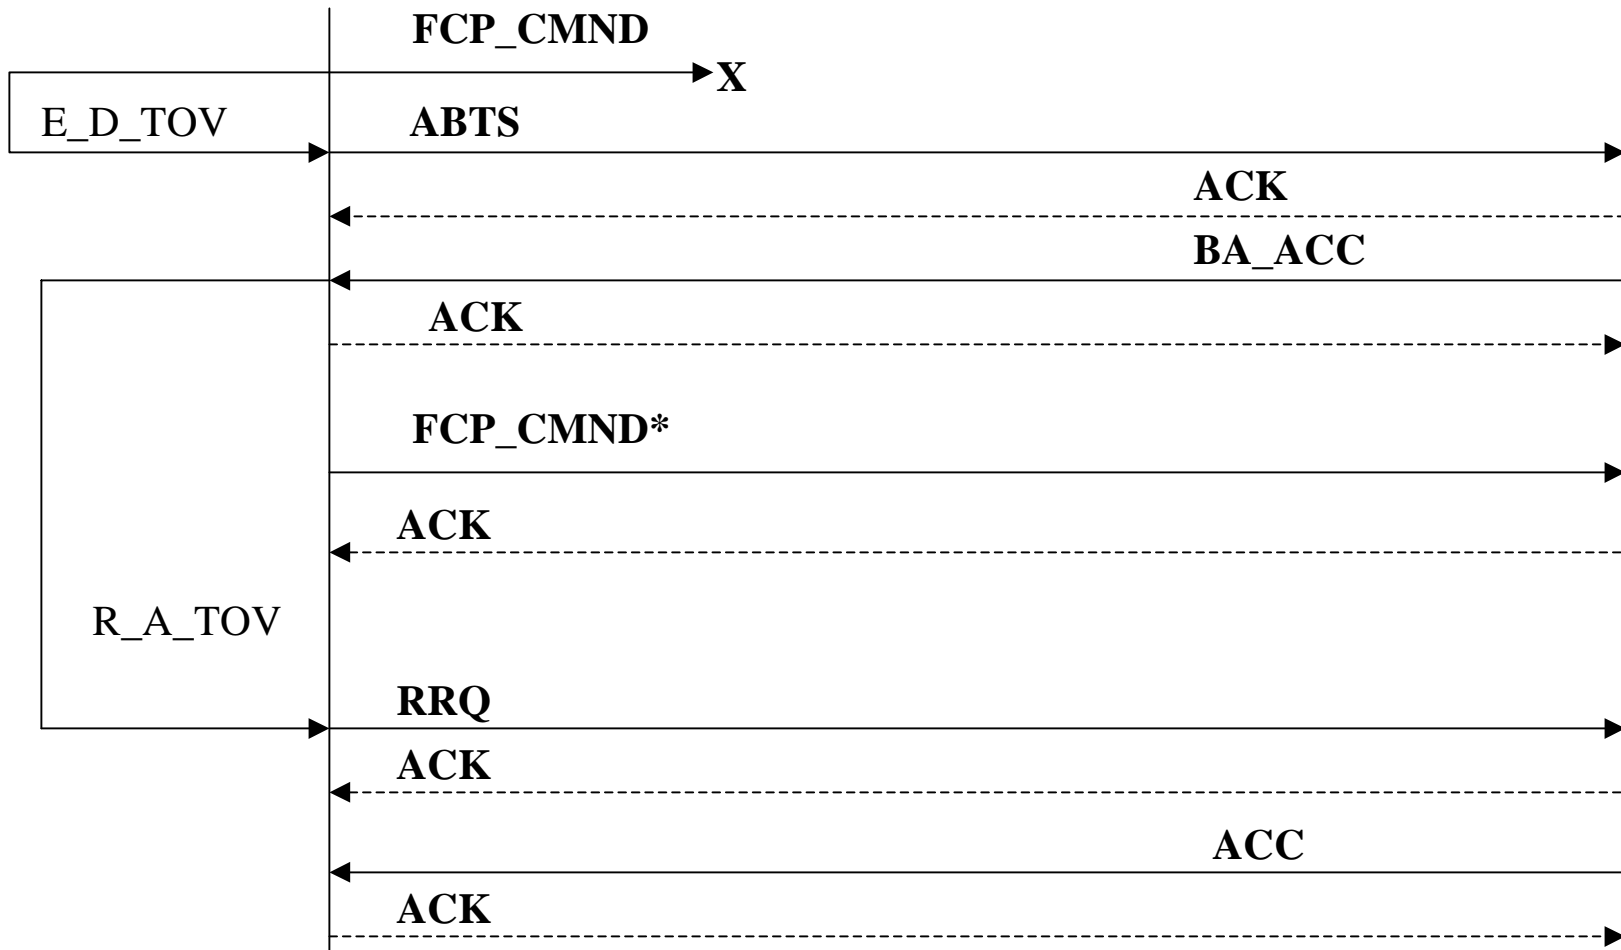 FCP_CMND
X
E_D_TOV
ABTS
ACK
BA_ACC
ACK
FCP_CMND*
ACK
R_A_TOV
RRQ
ACK
ACC
ACK